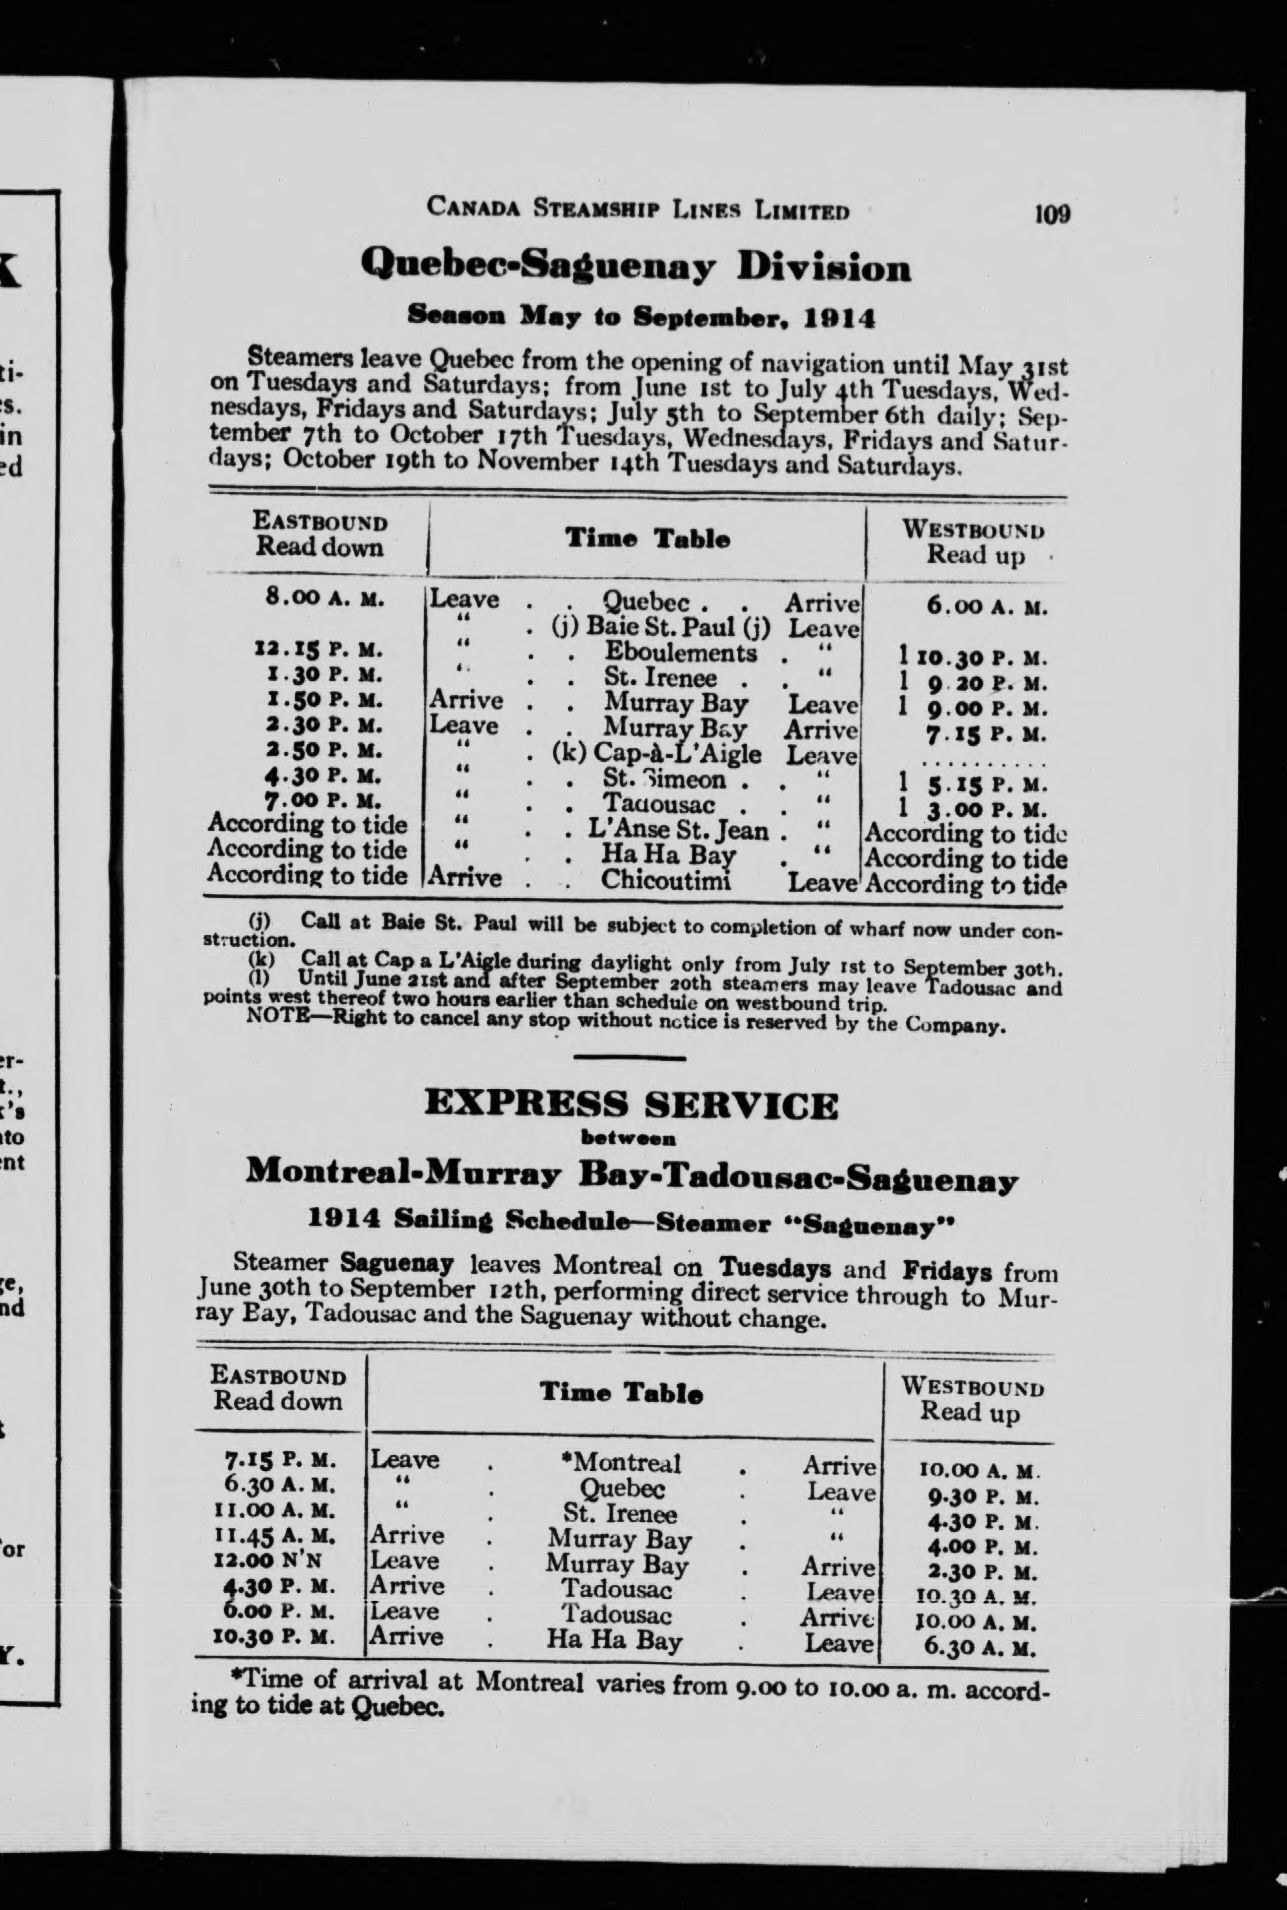 CANADA STEAMSHIP LINES LIMITED 109
Quebec-Saguenay Division
Season May to September, 1914
Steamers leave Quebec from the opening of navigation until May 31st
on Tuesdays and Saturdays; from June 1st to July 4th Tuesdays, Wed-
nesdays, Fridays and Saturdays; July 5th to September 6th daily; Sep-
tember 7th to October 17th Tuesdays, Wednesdays, Fridays and Satur-
days; October 19th to November 14th Tuesdays and Saturdays.
EASTBOUND Time Table WESTBOUND
Read down Read up
8.00 A. M. Leave . . Quebec . . Arrive 6.00 A. M.
" . (j) Baie St. Paul (j) Leave
12.15 P. M. " . . Eboulements . " l 10.30 P. M.
1.30 P. M. " . . St. Irenee . . " l 9.20 P. M.
1.50 P. M. Arrive . . Murray Bay Leave l 9.00 P. M.
2.30 P. M. Leave . . Murray Bay Arrive 7.15 P. M.
2.50 P. M. " . (k) Cap-à-L'Aigle Leave ..........
4.30 P. M. " . . St. Simeon . . " l 5.15 P. M.
7.00 P. M. " . . Tadousac . . " l 3.00 P. M.
According to tide " . . L'Anse St. Jean . " According to tide
According to tide " . . Ha Ha Bay . " According to tide
According to tide Arrive . . Chicoutimi Leave According to tide
(j) Call at Baie St. Paul will be subject to completion of wharf now under con-
struction.
(k) Call at Cap a L'Aigle during daylight only from July 1st to September 30th.
(l) Until June 21st and after September 20th steamers may leave Tadousac and
points west thereof two hours earlier than schedule on westbound trip.
NOTE—Right to cancel any stop without notice is reserved by the Company.
EXPRESS SERVICE
between
Montreal-Murray Bay-Tadousac-Saguenay
1914 Sailing Schedule—Steamer "Saguenay"
Steamer Saguenay leaves Montreal on Tuesdays and Fridays from
June 30th to September 12th, performing direct service through to Mur-
ray Bay, Tadousac and the Saguenay without change.
EASTBOUND Time Table WESTBOUND
Read down Read up
7.15 P. M. Leave . *Montreal . Arrive 10.00 A. M.
6.30 A. M. " . Quebec . Leave 9.30 P. M.
11.00 A. M. " . St. Irenee . " 4.30 P. M.
11.45 A. M. Arrive . Murray Bay . " 4.00 P. M.
12.00 N'N Leave . Murray Bay . Arrive 2.30 P. M.
4.30 P. M. Arrive . Tadousac . Leave 10.30 A. M.
6.00 P. M. Leave . Tadousac . Arrive 10.00 A. M.
10.30 P. M. Arrive . Ha Ha Bay . Leave 6.30 A. M.
*Time of arrival at Montreal varies from 9.00 to 10.00 a. m. accord-
ing to tide at Quebec.